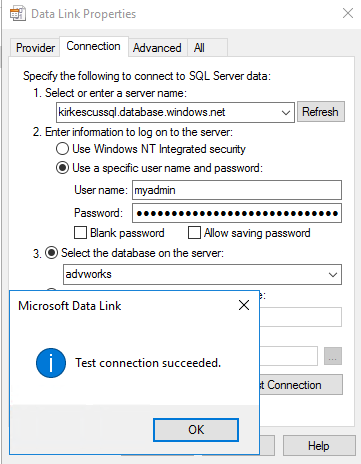 Data Link Properties
Provider Connection Advanced All
Specify the following to connect to SQL Server data:
1. Select or enter a server name:
kirkescussql.database.windows.net Refresh
2. Enter information to log on to the server:
Use Windows NT Integrated security
Use a specific user name and password:
User name: myadmin
Password: ●●●●●●●●●●●●●●●●●●●●●●●●●●●●●●
Blank password Allow saving password
3. Select the database on the server:
advworks
Microsoft Data Link
Test connection succeeded.
... 
Connection
OK
Help